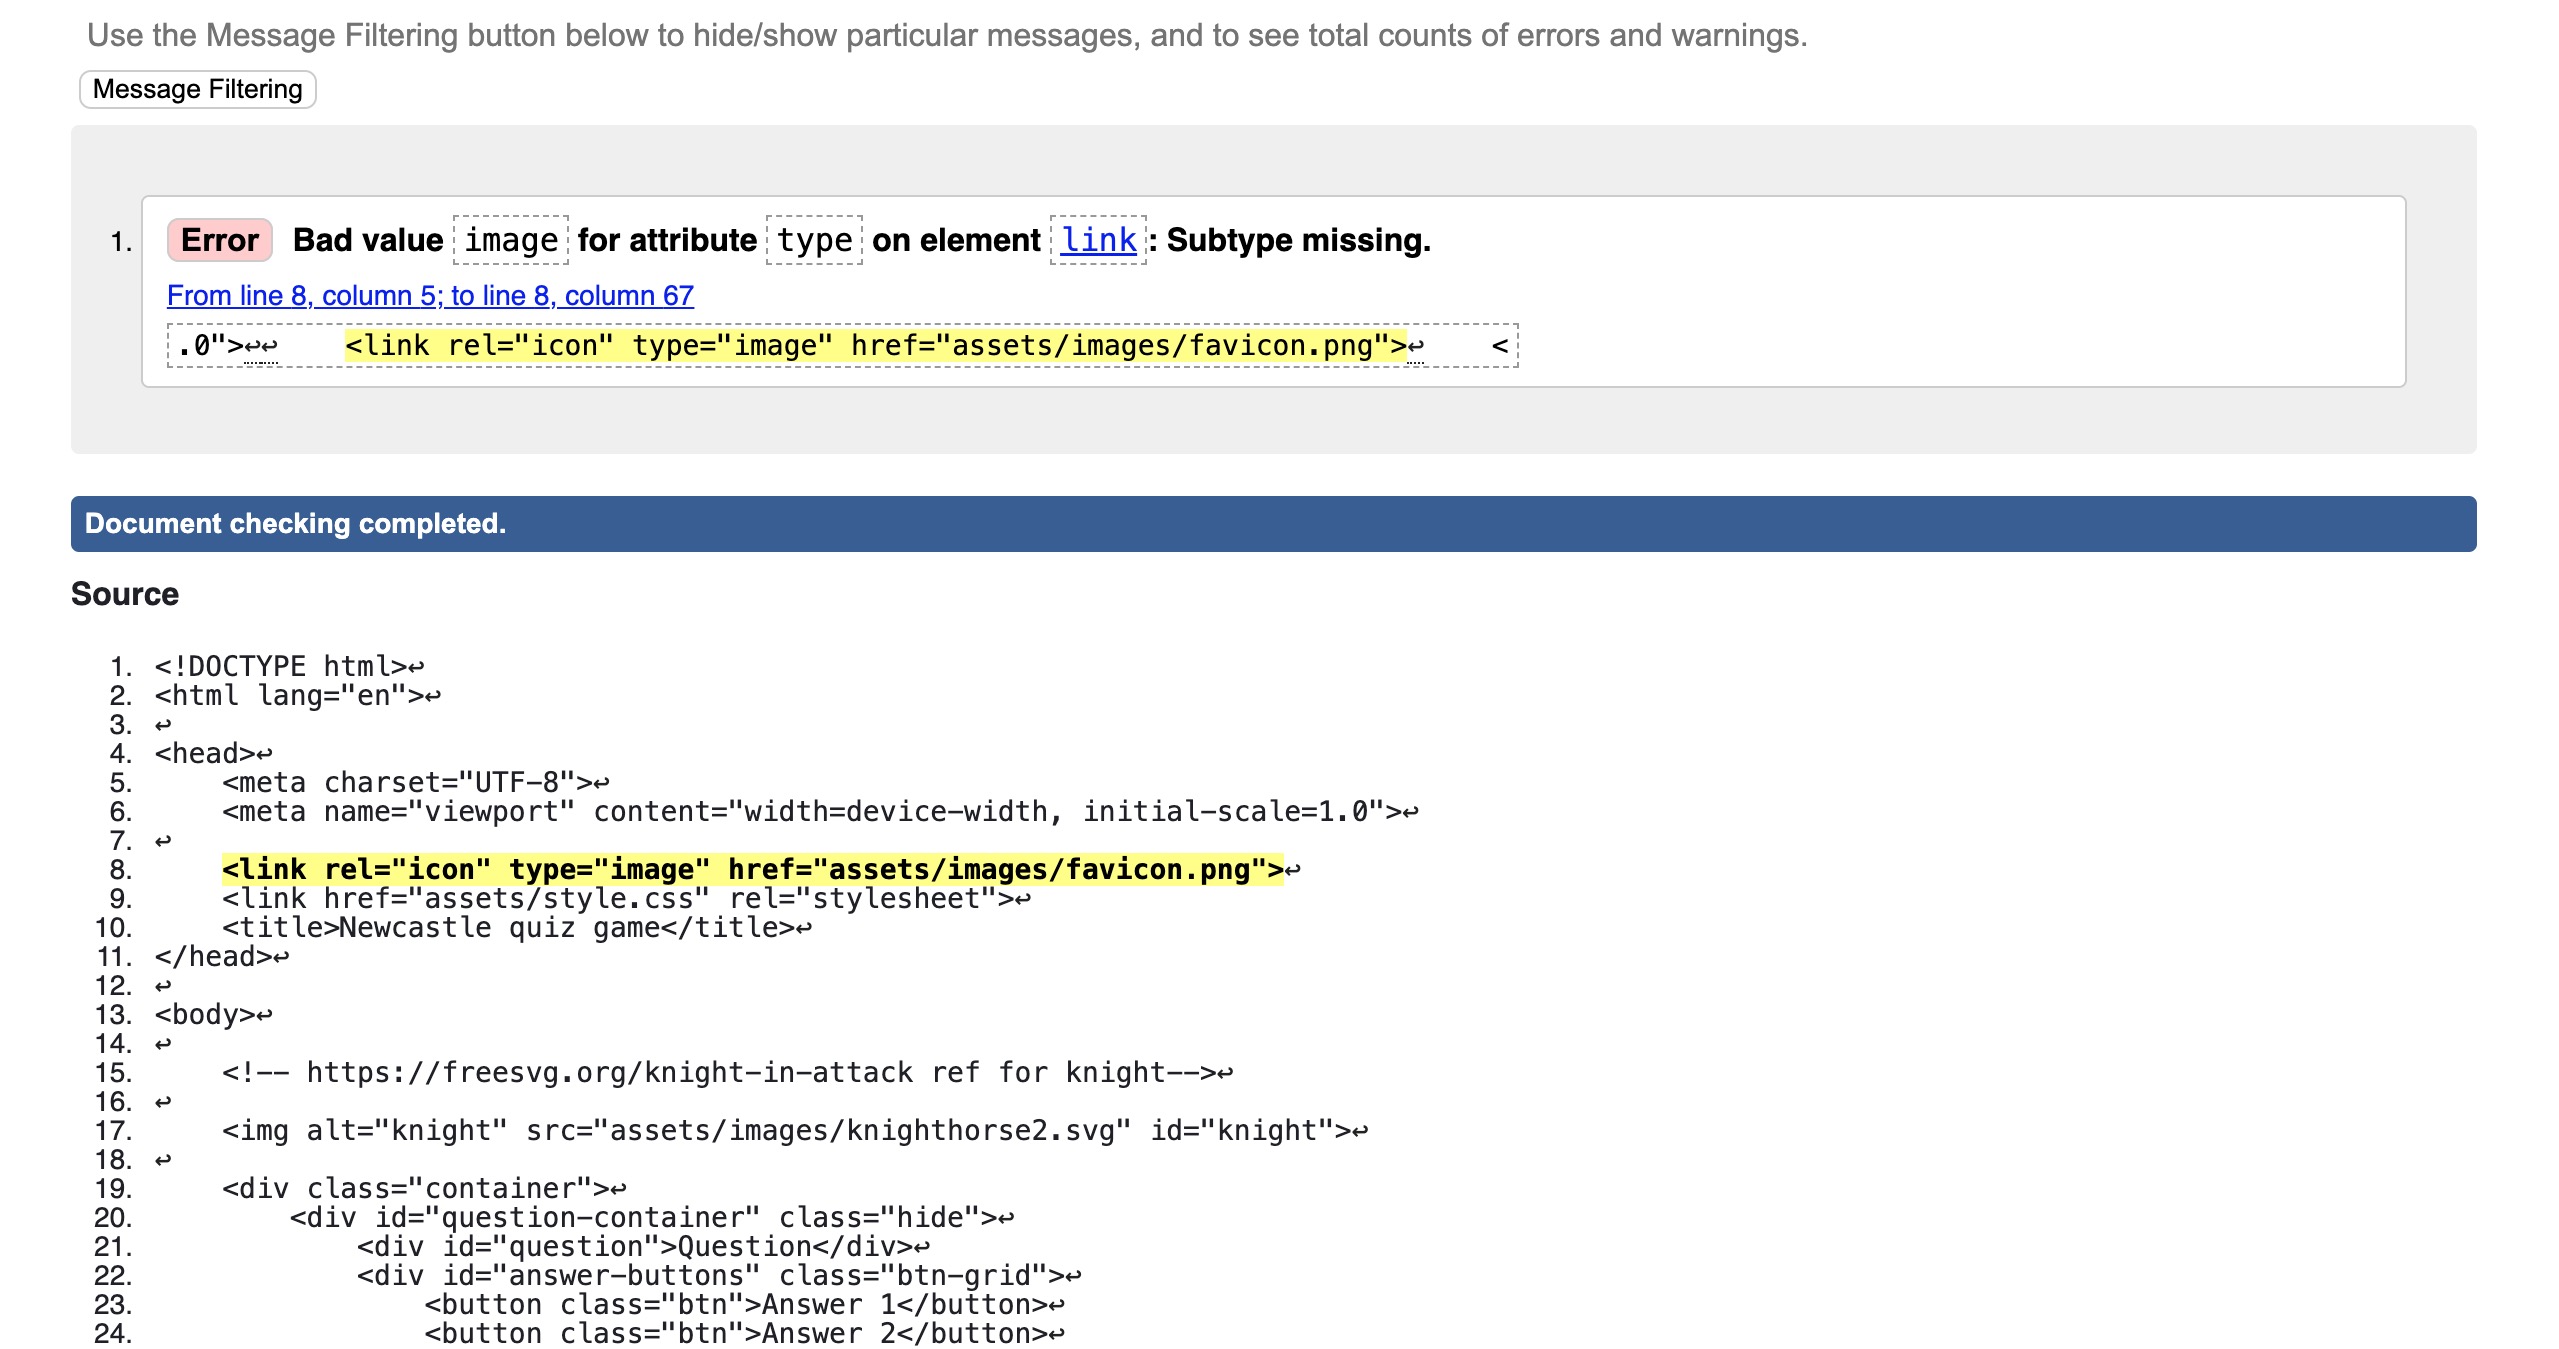 Use the Message Filtering button below to hide/show particular messages, and to see total counts of errors and warnings.
Message Filtering
1. Error Bad value image for attribute type on element link: Subtype missing.
From line 8, column 5; to line 8, column 67
.0">↩↩    <link rel="icon" type="image" href="assets/images/favicon.png">↩    <
Document checking completed.
Source
1. <!DOCTYPE html>↩
2. <html lang="en">↩
3. ↩
4. <head>↩
5.     <meta charset="UTF-8">↩
6.     <meta name="viewport" content="width=device-width, initial-scale=1.0">↩
7. ↩
8.     <link rel="icon" type="image" href="assets/images/favicon.png">↩
9.     <link href="assets/style.css" rel="stylesheet">↩
10.     <title>Newcastle quiz game</title>↩
11. </head>↩
12. ↩
13. <body>↩
14. ↩
15.     <!-- https://freesvg.org/knight-in-attack ref for knight-->↩
16. ↩
17.     <img alt="knight" src="assets/images/knighthorse2.svg" id="knight">↩
18. ↩
19.     <div class="container">↩
20.         <div id="question-container" class="hide">↩
21.             <div id="question">Question</div>↩
22.             <div id="answer-buttons" class="btn-grid">↩
23.                 <button class="btn">Answer 1</button>↩
24.                 <button class="btn">Answer 2</button>↩